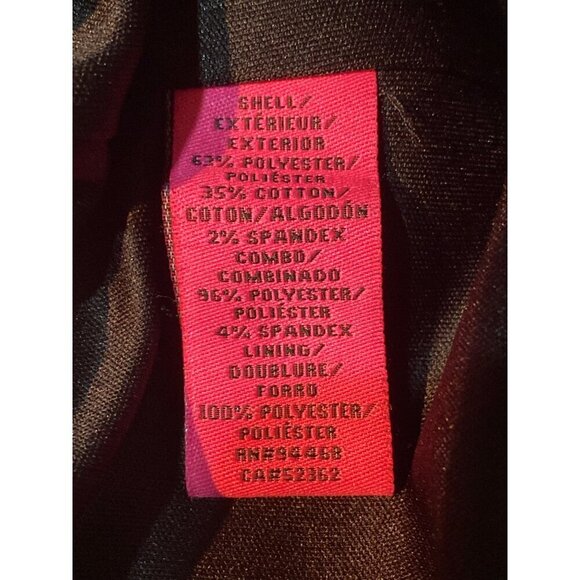 SHELL/
EXTÉRIEUR/
EXTERIOR
63% POLYESTER/
POLIÉSTER
35% COTTON/
COTON/ALGODÓN
2% SPANDEX
COMBO/
COMBINADO
96% POLYESTER/
POLIÉSTER
4% SPANDEX
LINING/
DOUBLURE/
FORRO
100% POLYESTER/
POLIÉSTER
RN#94468
CA#52362